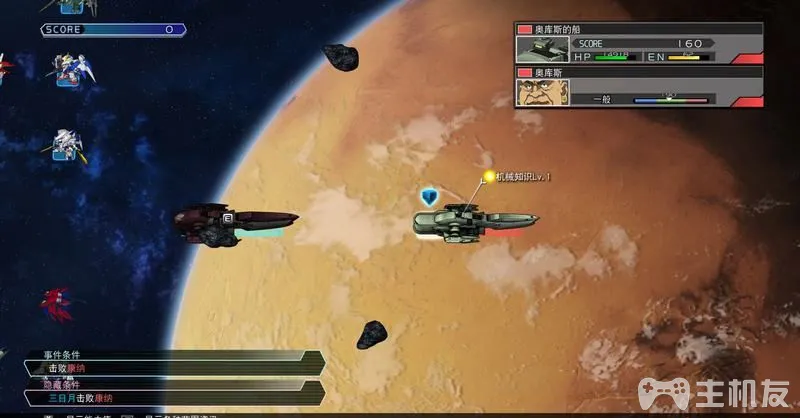 SCORE 0
奥库斯的船
SCORE 160
HP 14918 EN 62
奥库斯
一般
机械知识Lv.1
E
事件条件
击败康纳
隐藏条件
三日月击败康纳
主机友